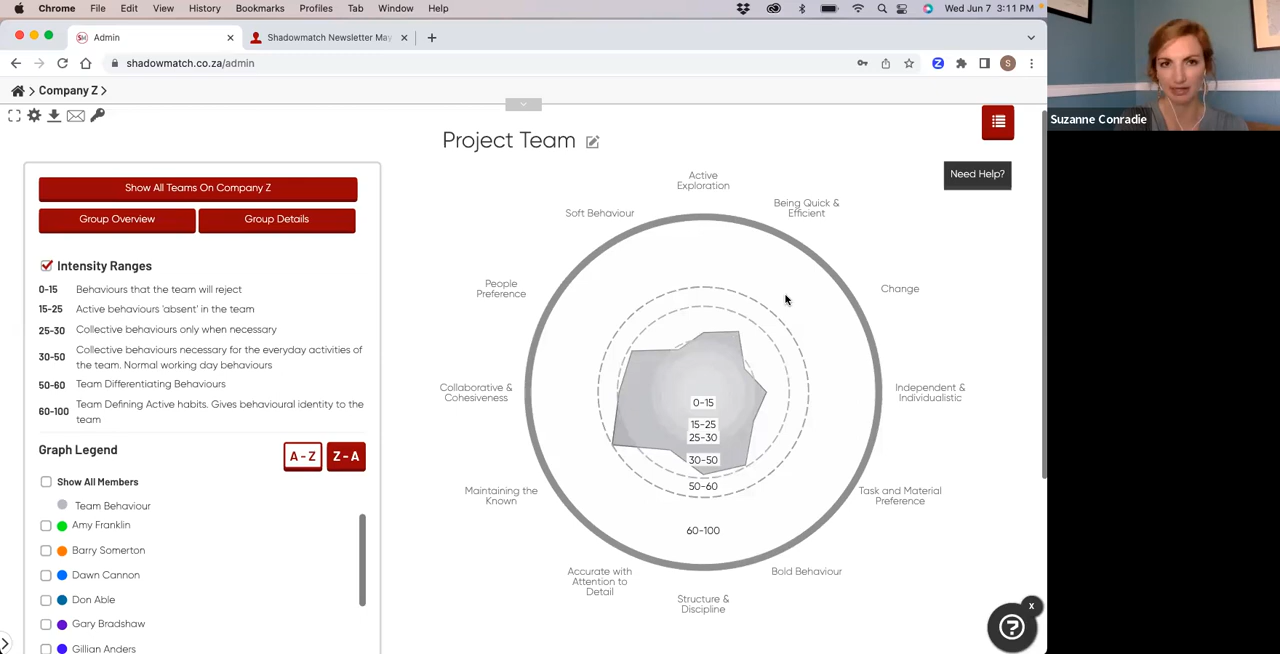 Chrome File Edit View History Bookmarks Profiles Tab Window Help Wed Jun 7 3:11 PM
SH Admin × Shadowmatch Newsletter May × +
shadowmatch.co.za/admin S
Company Z
Suzanne Conradie
Project Team
Need Help?
Show All Teams On Company Z
Group Overview Group Details
Intensity Ranges
0-15 Behaviours that the team will reject
15-25 Active behaviours 'absent' in the team
25-30 Collective behaviours only when necessary
30-50 Collective behaviours necessary for the everyday activities of
the team. Normal working day behaviours
50-60 Team Differentiating Behaviours
60-100 Team Defining Active habits. Gives behavioural identity to the
team
Graph Legend A - Z Z - A
Show All Members
Team Behaviour
Amy Franklin
Barry Somerton
Dawn Cannon
Don Able
Gary Bradshaw
Gillian Anders
Active
Exploration
Being Quick &
Efficient
Change
Independent &
Individualistic
Task and Material
Preference
Bold Behaviour
Structure &
Discipline
Accurate with
Attention to
Detail
Maintaining the
Known
Collaborative &
Cohesiveness
People
Preference
Soft Behaviour
0-15
15-25
25-30
30-50
50-60
60-100
x
?